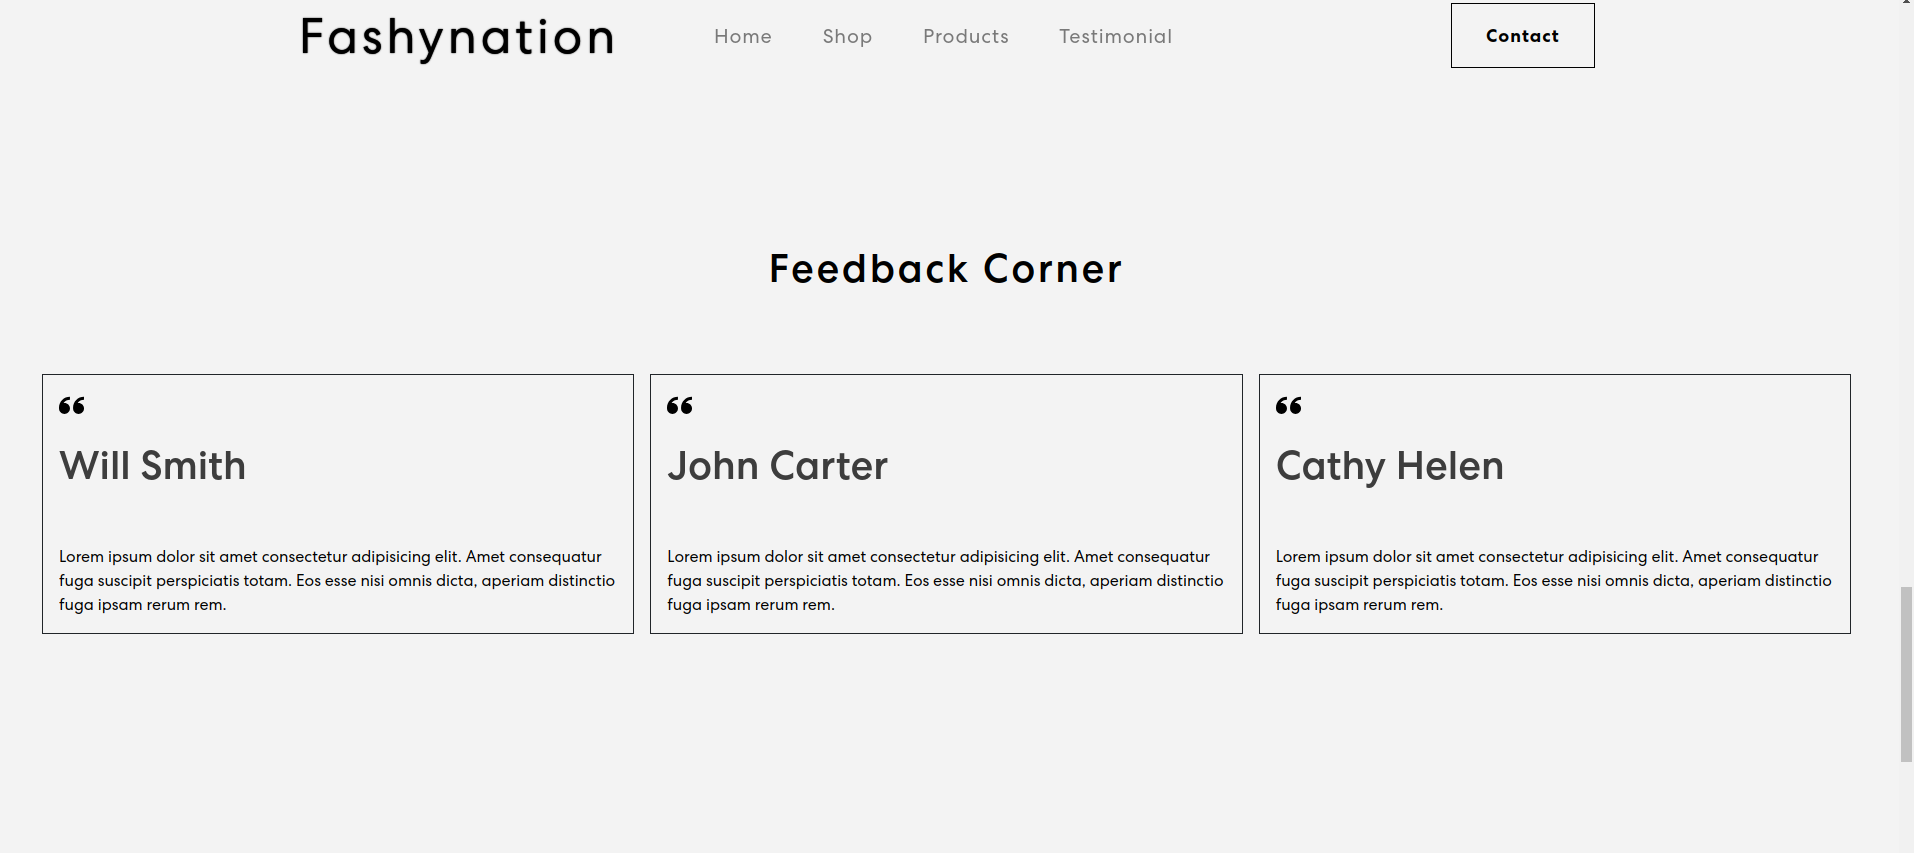 Fashynation
Home Shop Products Testimonial
Contact
Feedback Corner
“
Will Smith
Lorem ipsum dolor sit amet consectetur adipisicing elit. Amet consequatur
fuga suscipit perspiciatis totam. Eos esse nisi omnis dicta, aperiam distinctio
fuga ipsam rerum rem.
“
John Carter
Lorem ipsum dolor sit amet consectetur adipisicing elit. Amet consequatur
fuga suscipit perspiciatis totam. Eos esse nisi omnis dicta, aperiam distinctio
fuga ipsam rerum rem.
“
Cathy Helen
Lorem ipsum dolor sit amet consectetur adipisicing elit. Amet consequatur
fuga suscipit perspiciatis totam. Eos esse nisi omnis dicta, aperiam distinctio
fuga ipsam rerum rem.